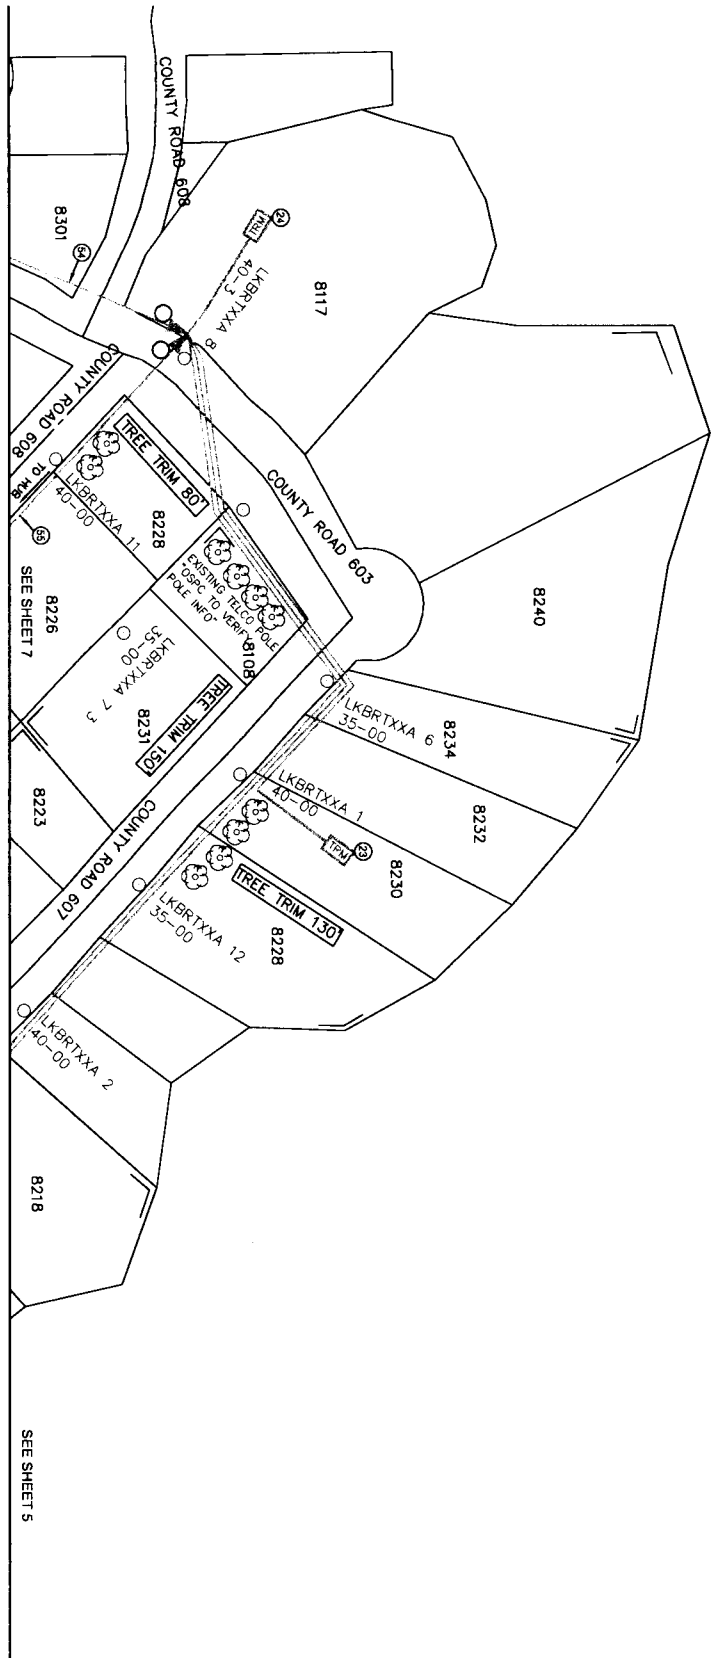 COUNTY ROAD 608
8301
54
TRM
24
LKBRTXXA 8
40-3
8117
COUNTY ROAD 608
TO HUB
TREE TRIM 80'
LKBRTXXA 11
40-00
8228
55
SEE SHEET 7
8226
COUNTY ROAD 603
EXISTING TELCO POLE
"OSPC TO VERIFY
POLE INFO"
8108
LKBRTXXA 7 3
35-00
8231
TREE TRIM 150'
8223
COUNTY ROAD 607
8240
LKBRTXXA 6
35-00
8234
8232
LKBRTXXA 1
40-00
TRM
23
8230
TREE TRIM 130'
LKBRTXXA 12
35-00
8228
LKBRTXXA 2
40-00
8218
SEE SHEET 5